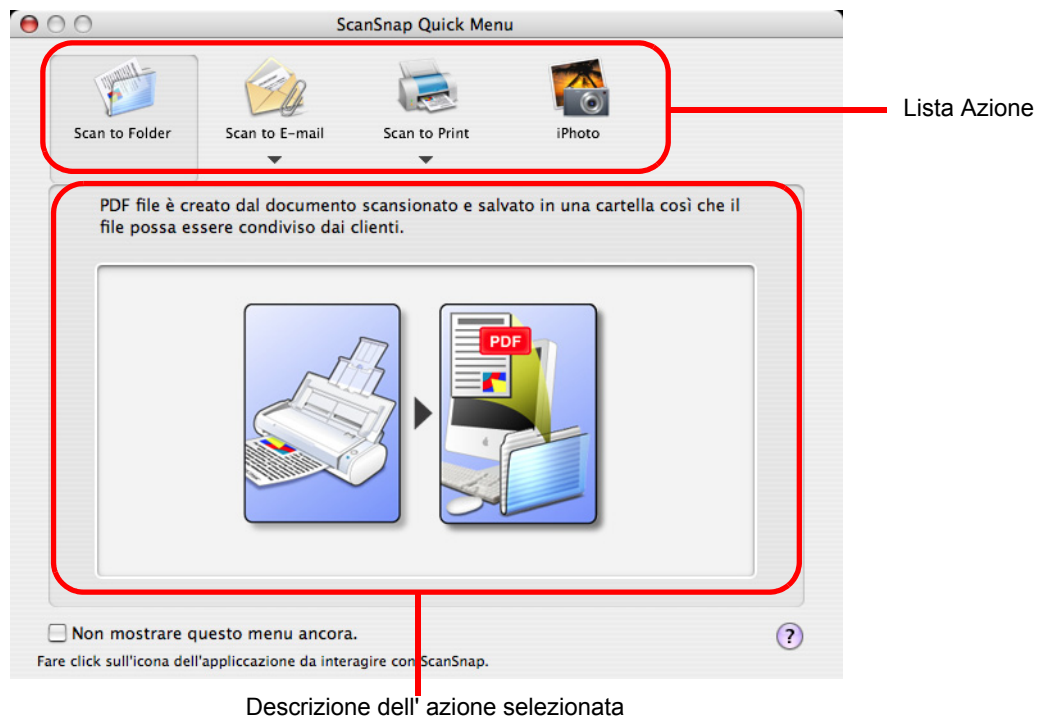 ScanSnap Quick Menu
Scan to Folder
Scan to E-mail
Scan to Print
iPhoto
Lista Azione
PDF file è creato dal documento scansionato e salvato in una cartella così che il
file possa essere condiviso dai clienti.
PDF
Non mostrare questo menu ancora.
?
Fare click sull'icona dell'appliccazione da interagire con ScanSnap.
Descrizione dell' azione selezionata